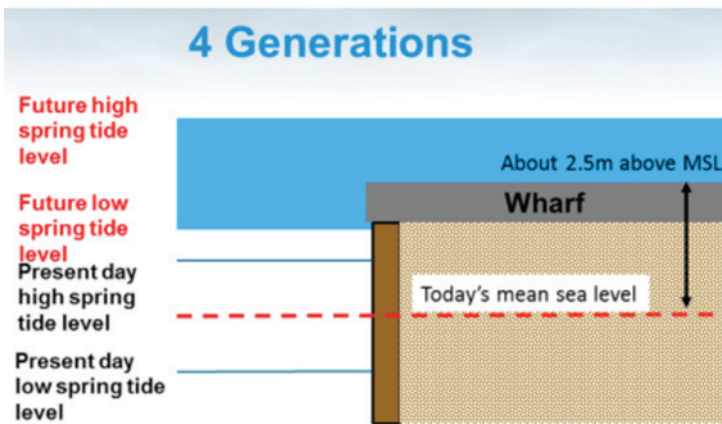 4 Generations
Future high
spring tide
level
About 2.5m above MSL
Future low
spring tide
level
Wharf
Present day
high spring
tide level
Today's mean sea level
Present day
low spring tide
level